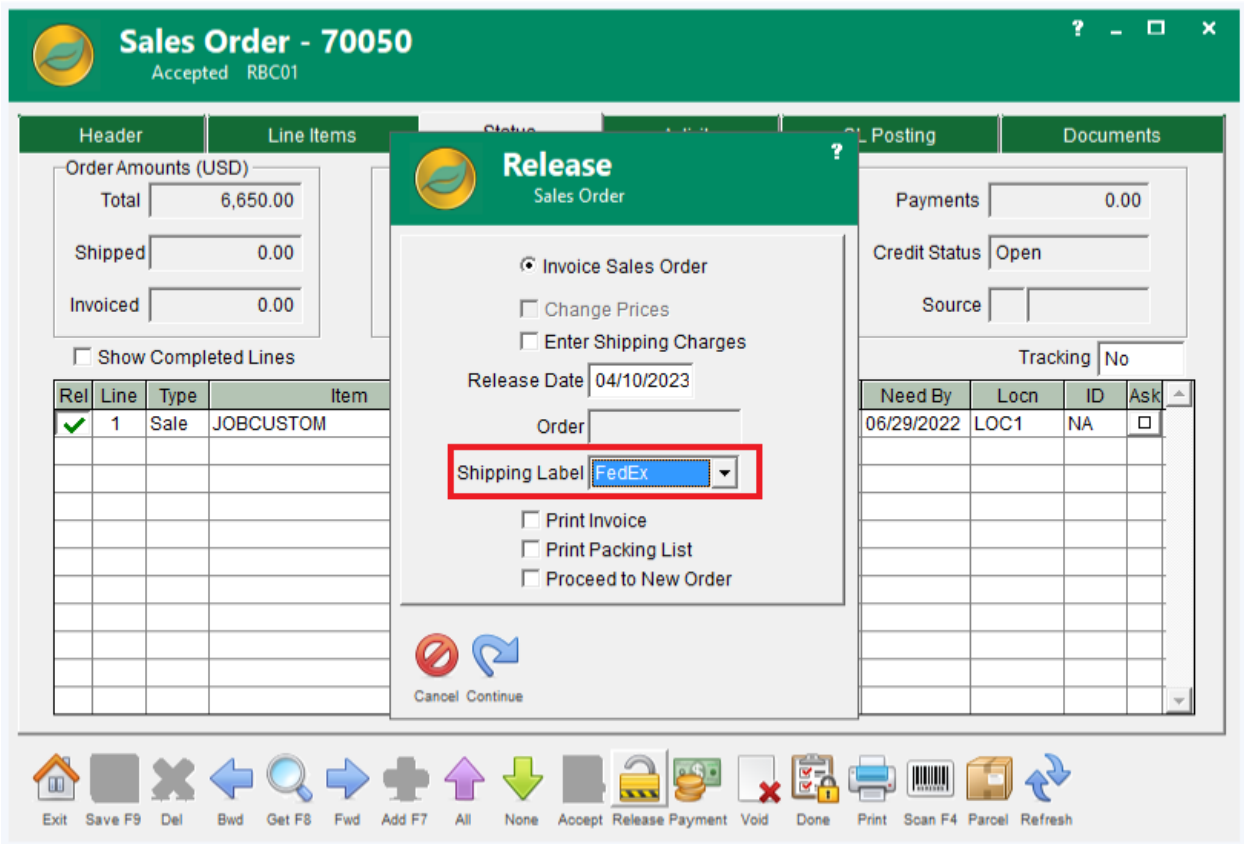 Sales Order - 70050
Accepted RBC01
? _ x
Header Line Items Status GL Posting Documents
Order Amounts (USD)
Total 6,650.00
Shipped 0.00
Invoiced 0.00
Payments 0.00
Credit Status Open
Source
Show Completed Lines
Tracking No
Rel Line Type Item Need By Locn ID Ask
1 Sale JOBCUSTOM 06/29/2022 LOC1 NA
Release ?
Sales Order
Invoice Sales Order
Change Prices
Enter Shipping Charges
Release Date 04/10/2023
Order
Shipping Label FedEx
Print Invoice
Print Packing List
Proceed to New Order
Cancel Continue
Exit Save F9 Del Bwd Get F8 Fwd Add F7 All None Accept Release Payment Void Done Print Scan F4 Parcel Refresh